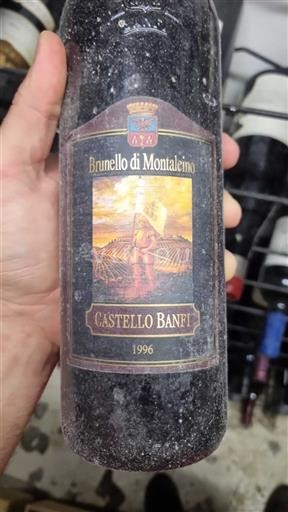 Brunello di Montalcino
CASTELLO BANFI
1996